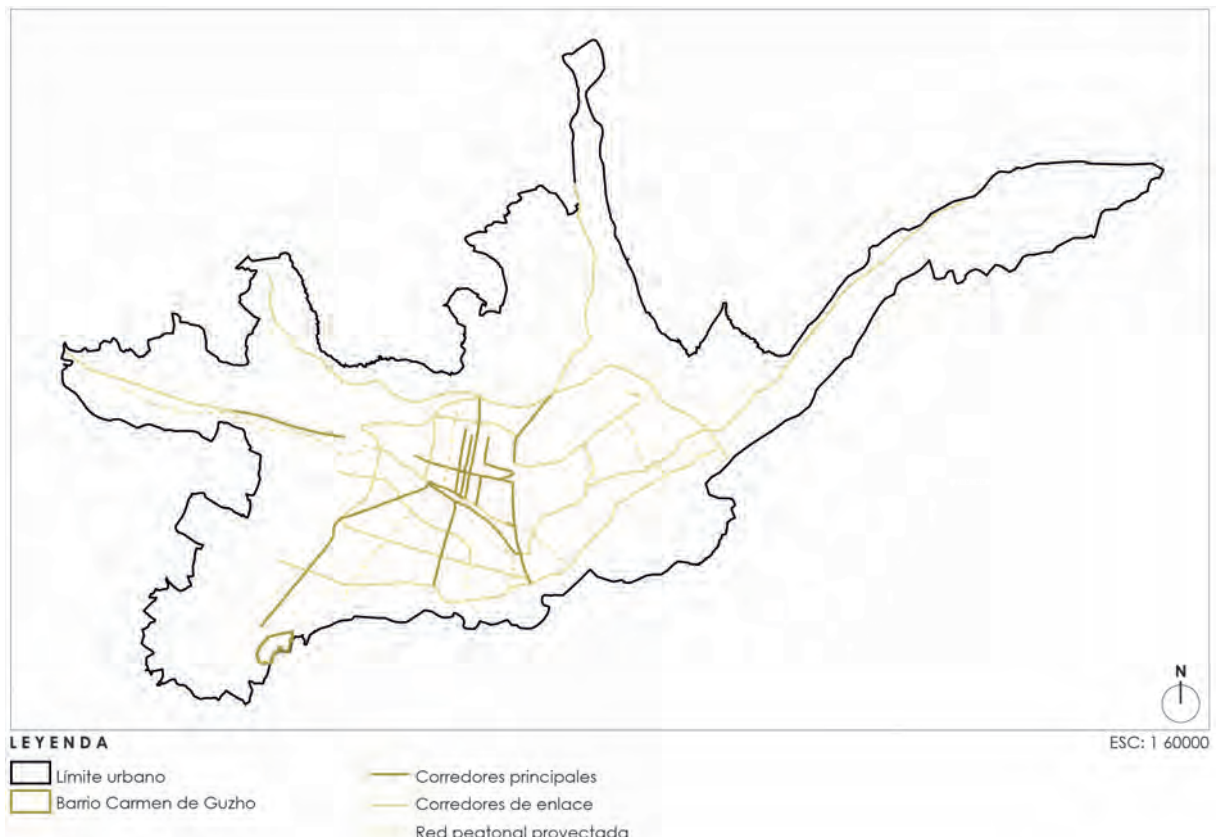 N
LEYENDA
ESC: 1 60000
Límite urbano
Barrio Carmen de Guzho
Corredores principales
Corredores de enlace
Red peatonal proyectada